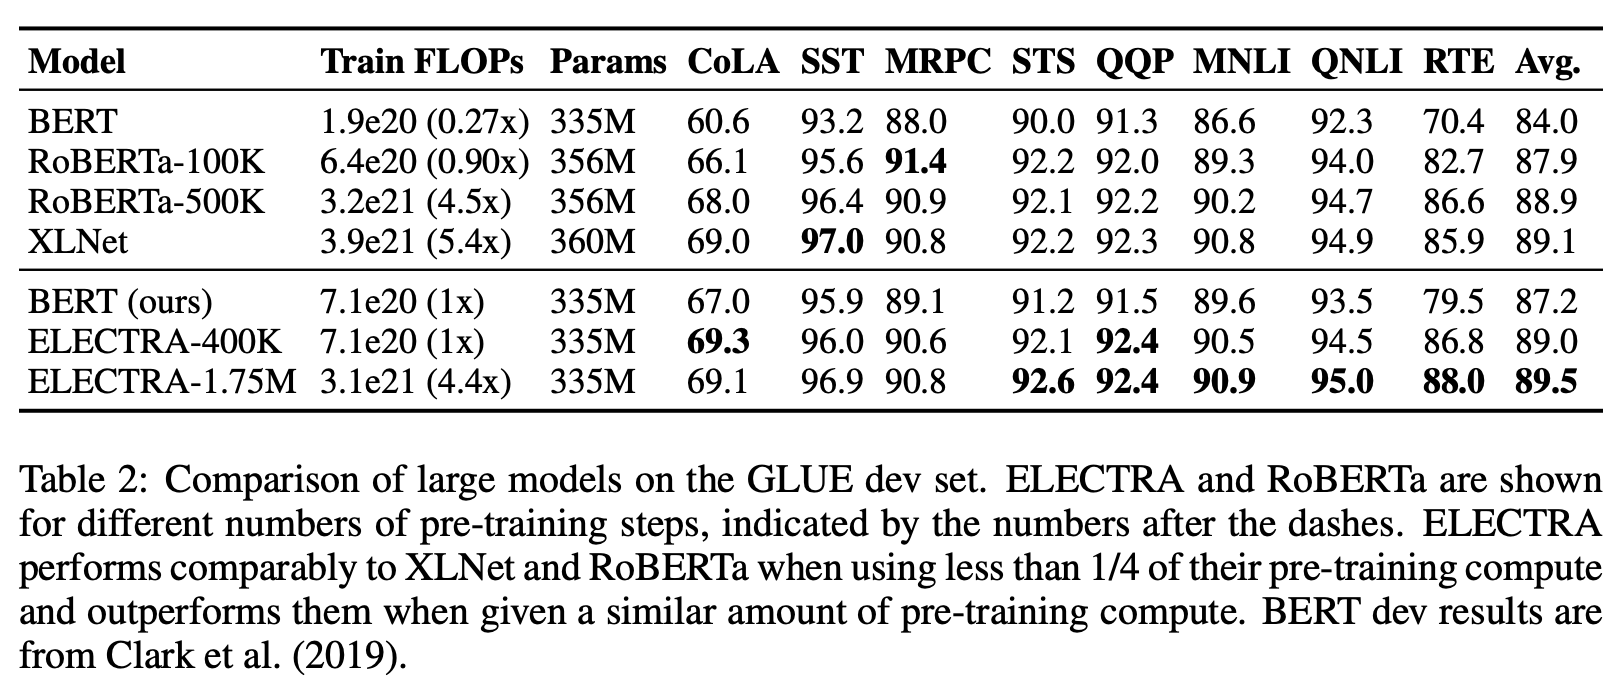 Model Train FLOPs Params CoLA SST MRPC STS QQP MNLI QNLI RTE Avg.
BERT 1.9e20 (0.27x) 335M 60.6 93.2 88.0 90.0 91.3 86.6 92.3 70.4 84.0
RoBERTa-100K 6.4e20 (0.90x) 356M 66.1 95.6 91.4 92.2 92.0 89.3 94.0 82.7 87.9
RoBERTa-500K 3.2e21 (4.5x) 356M 68.0 96.4 90.9 92.1 92.2 90.2 94.7 86.6 88.9
XLNet 3.9e21 (5.4x) 360M 69.0 97.0 90.8 92.2 92.3 90.8 94.9 85.9 89.1
BERT (ours) 7.1e20 (1x) 335M 67.0 95.9 89.1 91.2 91.5 89.6 93.5 79.5 87.2
ELECTRA-400K 7.1e20 (1x) 335M 69.3 96.0 90.6 92.1 92.4 90.5 94.5 86.8 89.0
ELECTRA-1.75M 3.1e21 (4.4x) 335M 69.1 96.9 90.8 92.6 92.4 90.9 95.0 88.0 89.5
Table 2: Comparison of large models on the GLUE dev set. ELECTRA and RoBERTa are shown
for different numbers of pre-training steps, indicated by the numbers after the dashes. ELECTRA
performs comparably to XLNet and RoBERTa when using less than 1/4 of their pre-training compute
and outperforms them when given a similar amount of pre-training compute. BERT dev results are
from Clark et al. (2019).